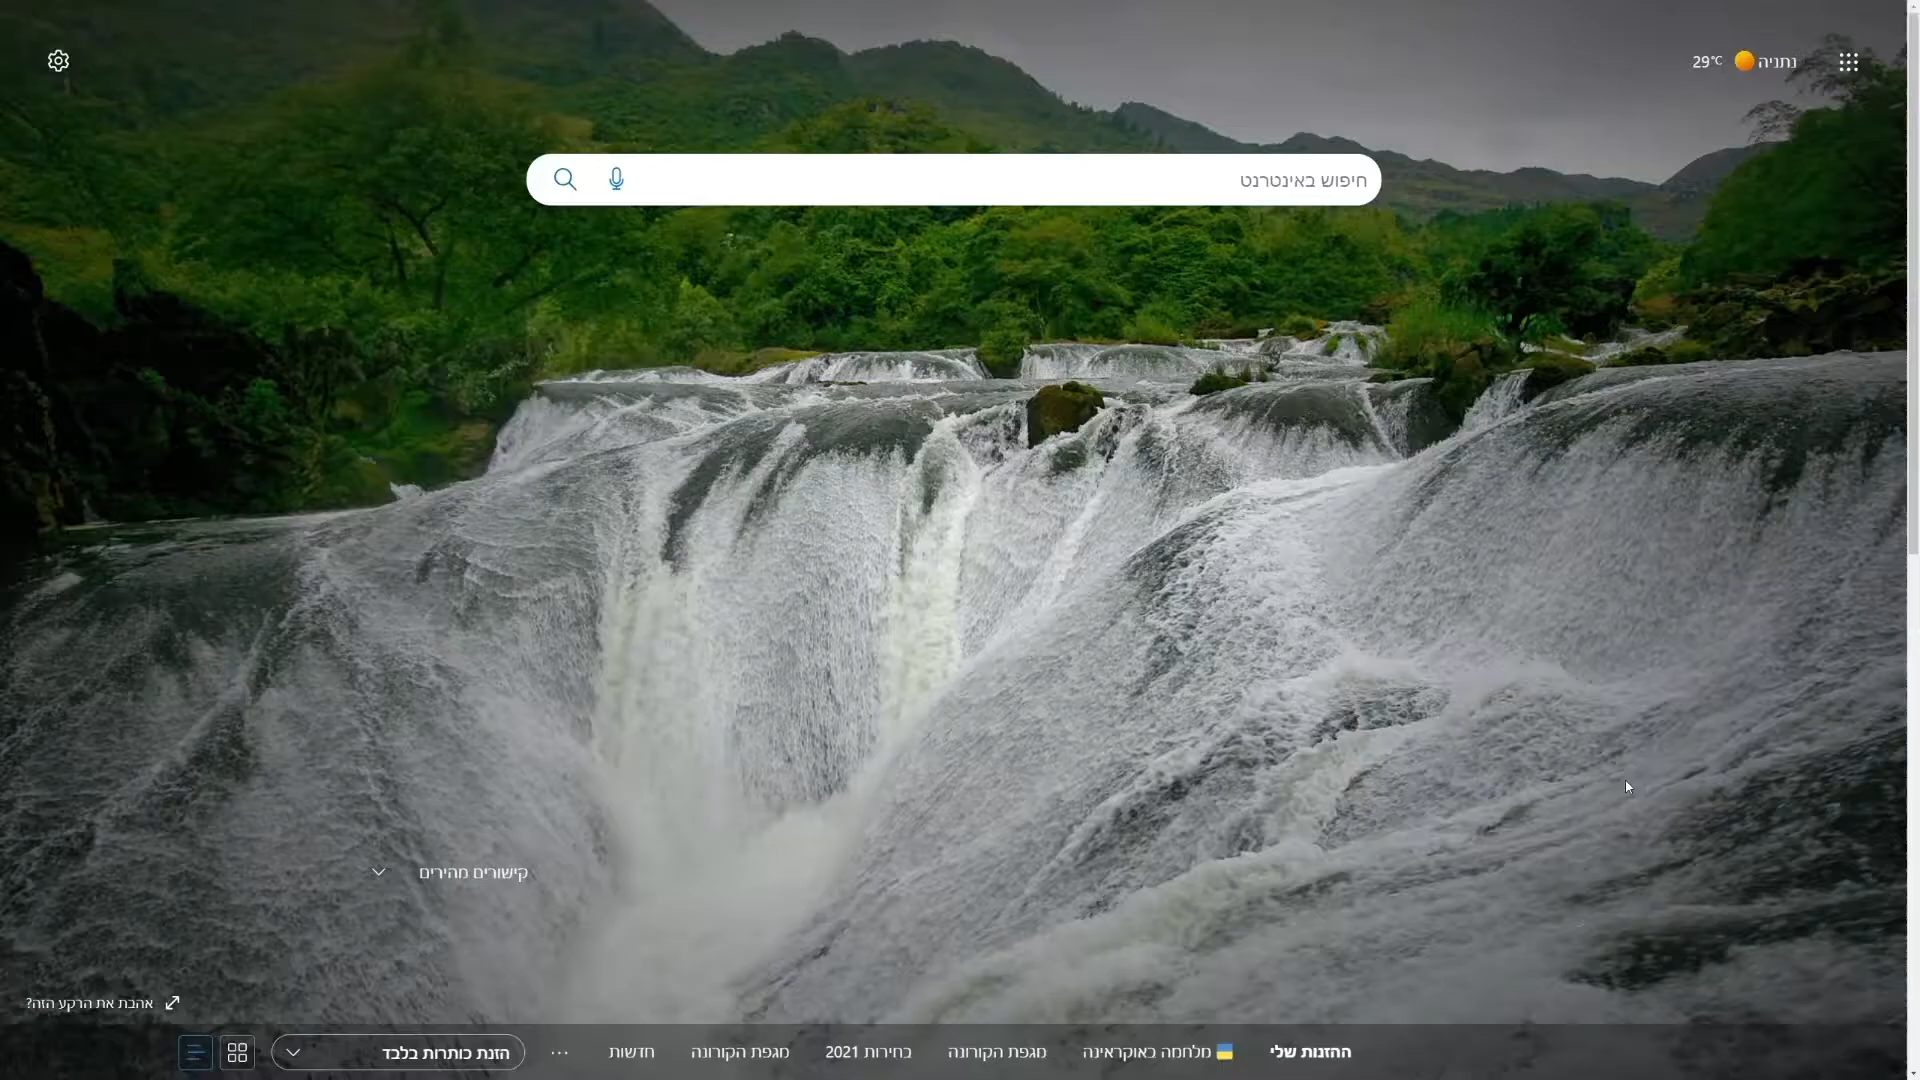 נתניה 29°C
חיפוש באינטרנט
קישורים מהירים
אהבת את הרקע הזה?
ההזנות שלי
מלחמה באוקראינה
מגפת הקורונה
בחירות 2021
מגפת הקורונה
חדשות
...
הזנת כותרות בלבד